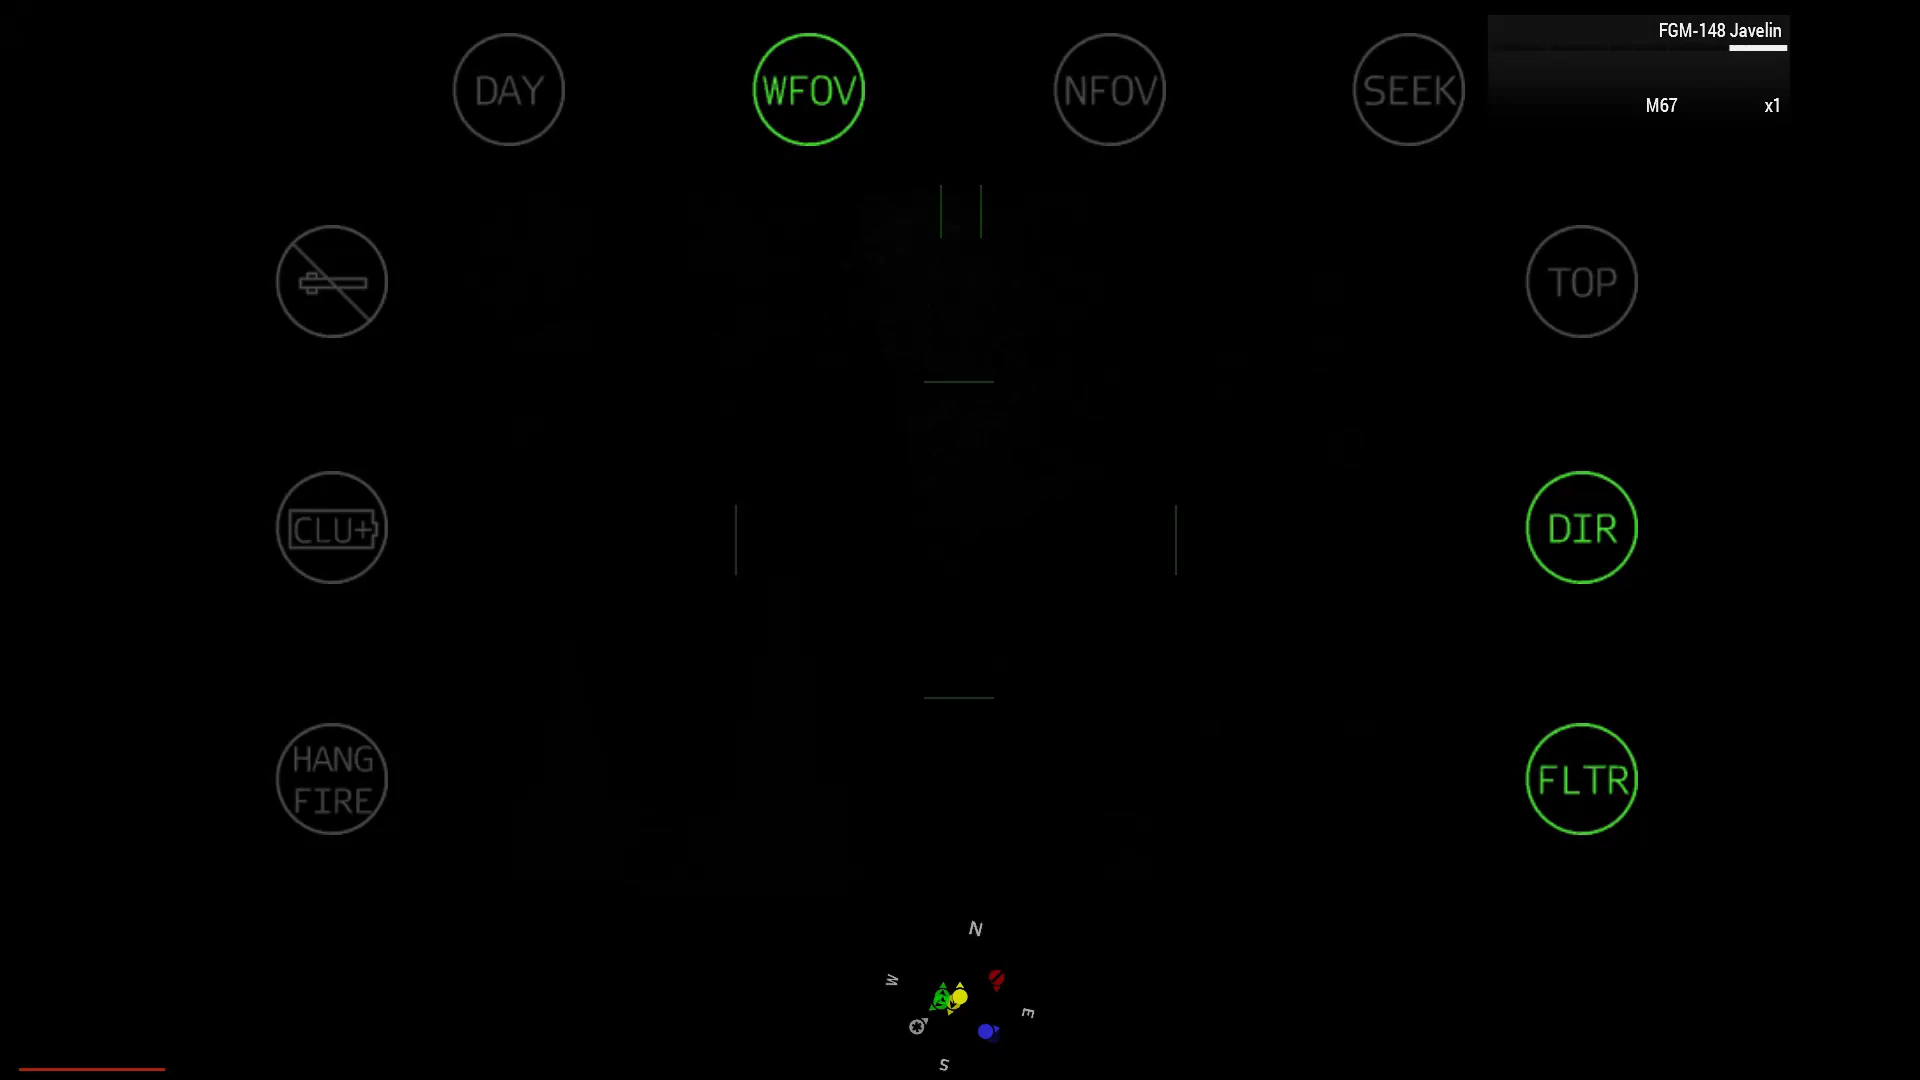 FGM-148 Javelin
DAY
WFOV
NFOV
SEEK
M67 x1
TOP
CLU+
DIR
HANG
FIRE
FLTR
N
W
E
S